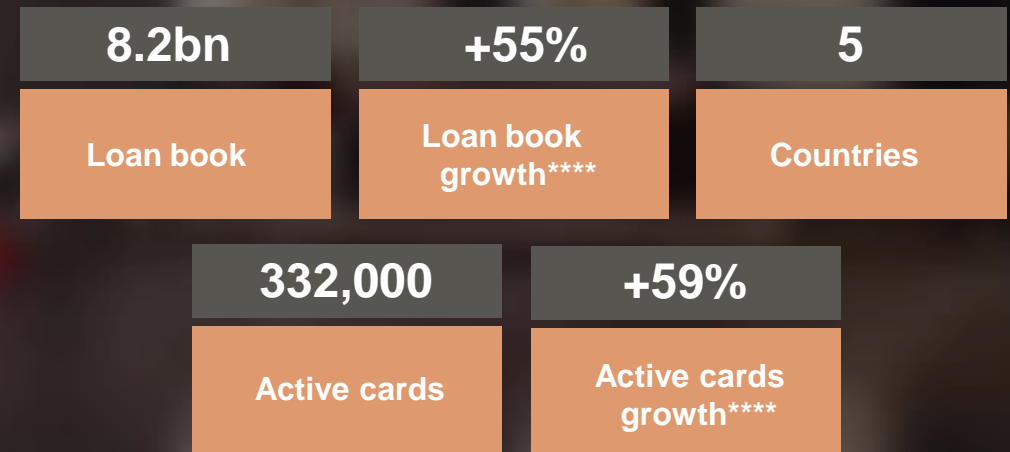 8.2bn
+55%
5
Loan book
Loan book
growth****
Countries
332,000
+59%
Active cards
Active cards
growth****